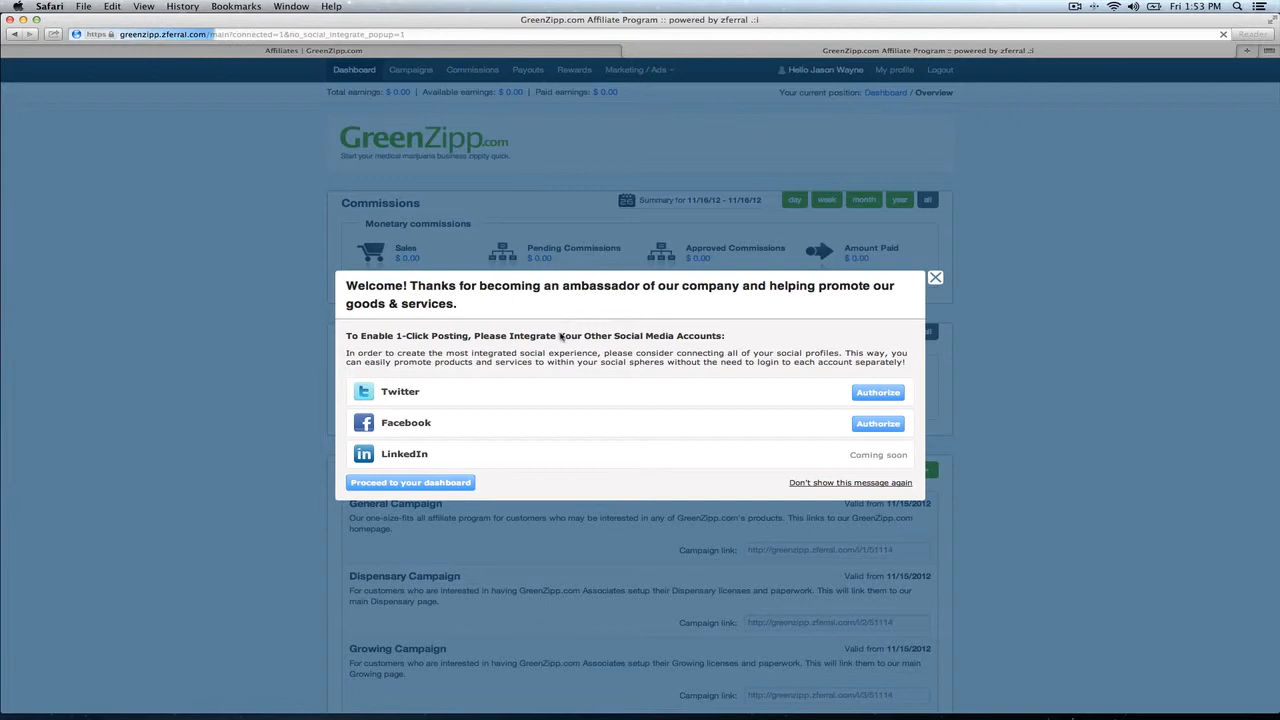 Safari File Edit View History Bookmarks Window Help Fri 1:53 PM
GreenZipp.com Affiliate Program :: powered by zferral .:i
https greenzipp.zferral.com/main?connected=1&no_social_integrate_popup=1 Reader
Affiliates | GreenZipp.com GreenZipp.com Affiliate Program :: powered by zferral .:i
Dashboard Campaigns Commissions Payouts Rewards Marketing / Ads Hello Jason Wayne My profile Logout
Total earnings: $ 0.00 | Available earnings: $ 0.00 | Paid earnings: $ 0.00 Your current position: Dashboard / Overview
GreenZipp.com
Start your medical marijuana business zippity quick.
Commissions Summary for 11/16/12 - 11/16/12 day week month year all
Monetary commissions
Sales Pending Commissions Approved Commissions Amount Paid
$ 0.00 $ 0.00 $ 0.00 $ 0.00
Welcome! Thanks for becoming an ambassador of our company and helping promote our
goods & services.
To Enable 1-Click Posting, Please Integrate Your Other Social Media Accounts:
all
In order to create the most integrated social experience, please consider connecting all of your social profiles. This way, you
can easily promote products and services to within your social spheres without the need to login to each account separately!
Twitter Authorize
Facebook Authorize
LinkedIn Coming soon
Proceed to your dashboard Don't show this message again
General Campaign Valid from 11/15/2012
Our one-size-fits all affiliate program for customers who may be interested in any of GreenZipp.com's products. This links to our GreenZipp.com
homepage.
Campaign link: http://greenzipp.zferral.com/l/1/51114
Dispensary Campaign Valid from 11/15/2012
For customers who are interested in having GreenZipp.com Associates setup their Dispensary licenses and paperwork. This will link them to our
main Dispensary page.
Campaign link: http://greenzipp.zferral.com/l/2/51114
Growing Campaign Valid from 11/15/2012
For customers who are interested in having GreenZipp.com Associates setup their Growing licenses and paperwork. This will link them to our main
Growing page.
Campaign link: http://greenzipp.zferral.com/l/3/51114